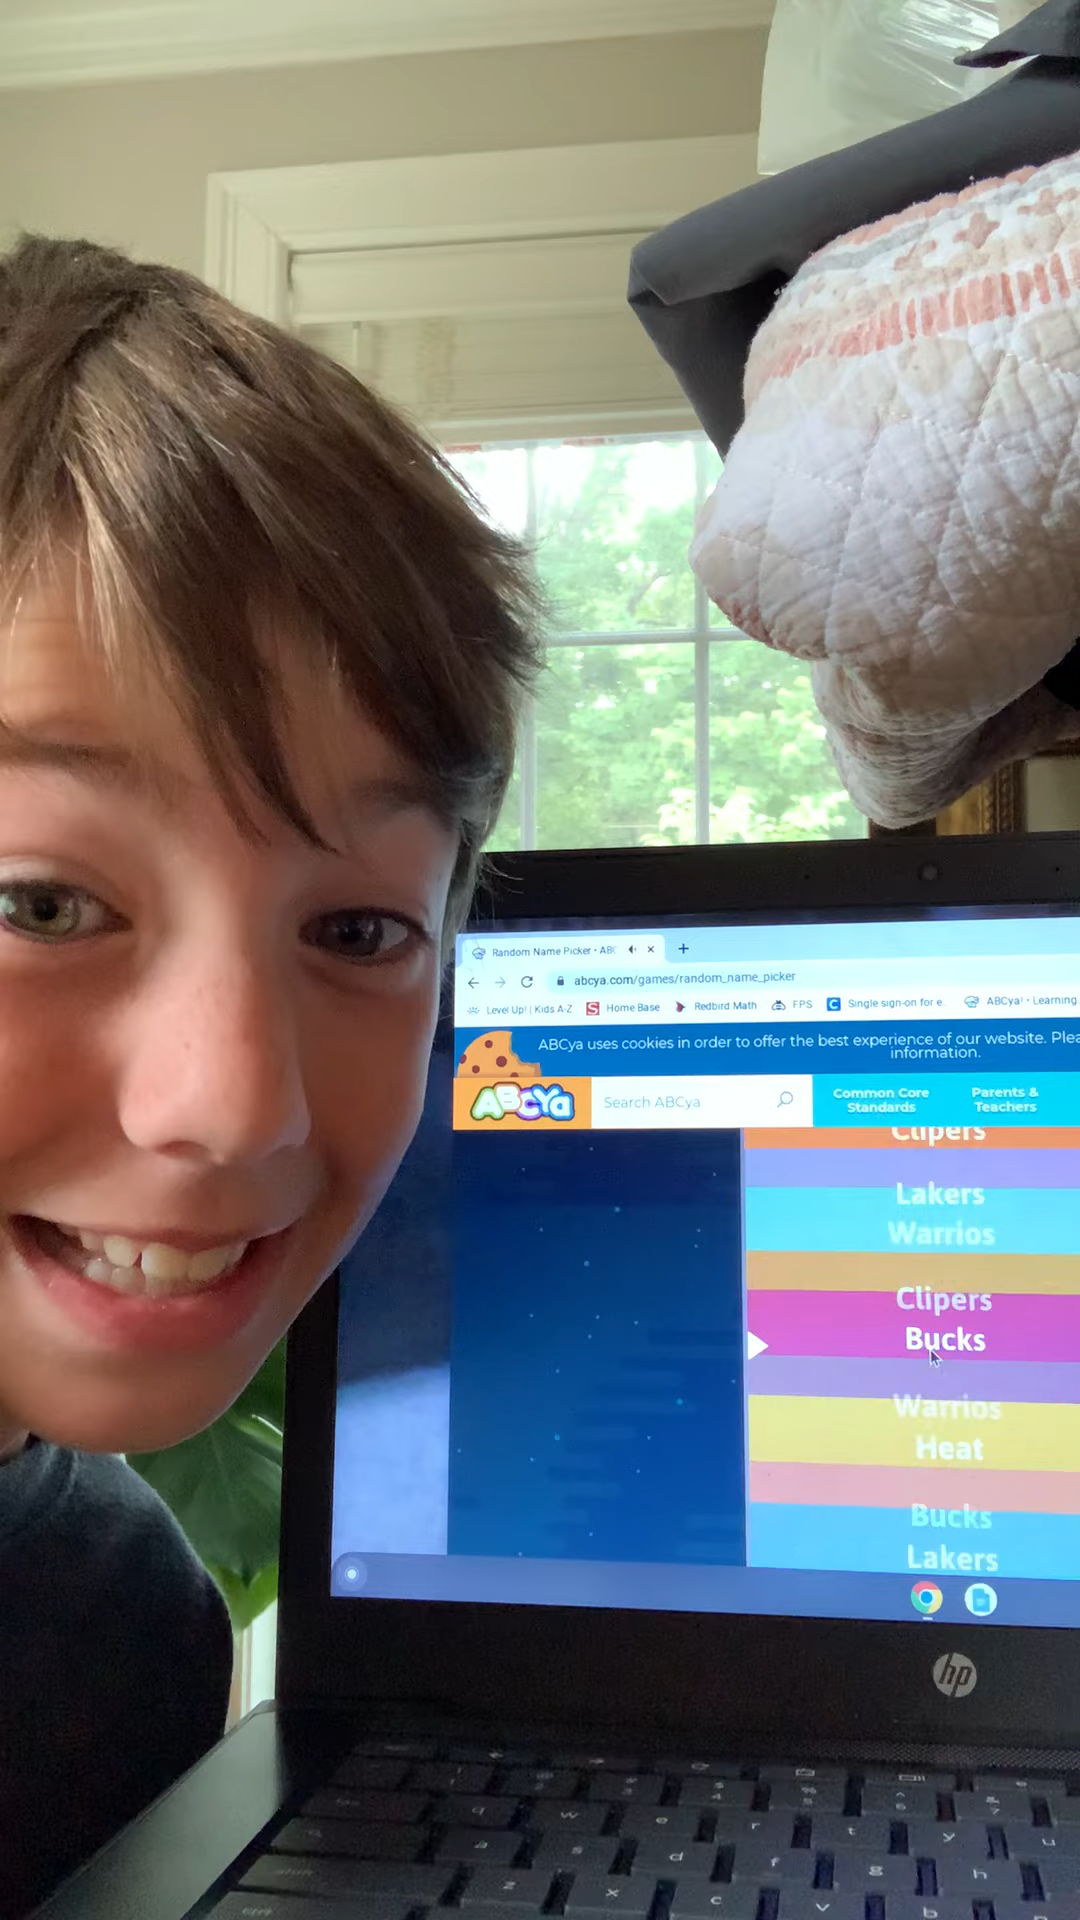 Random Name Picker • ABC
abcya.com/games/random_name_picker
Level Up! | Kids A-Z Home Base Redbird Math FPS Single sign-on for e.. ABCya! • Learning
ABCya uses cookies in order to offer the best experience of our website. Plea
information.
ABCYa Search ABCya Common Core Standards Parents & Teachers
Clipers
Lakers
Warrios
Clipers
Bucks
Warrios
Heat
Bucks
Lakers
hp
q w e r t y u
a s d f g h
z x c v b